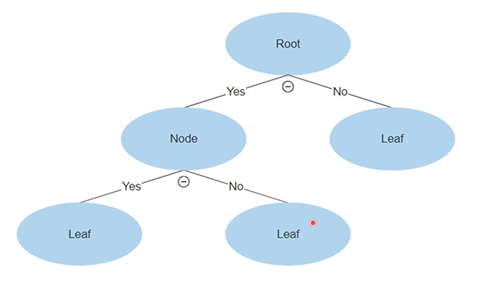 Root
Yes
No
Node
Leaf
Yes
No
Leaf
Leaf